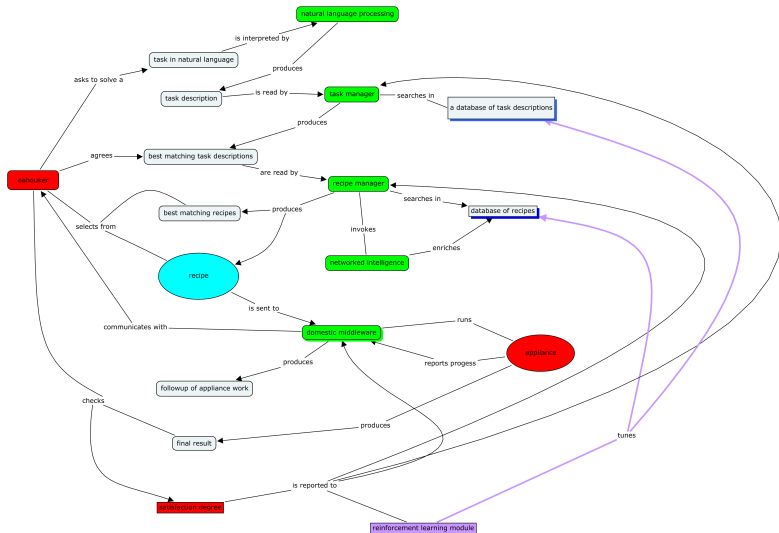 natural language processing
is interpreted by
task in natural language
produces
asks to solve a
task description
is read by
task manager
searches in
a database of task descriptions
produces
agrees
best matching task descriptions
are read by
eahouker
recipe manager
searches in
best matching recipes
produces
database of recipes
selects from
invokes
enriches
networked intelligence
recipe
is sent to
communicates with
domestic middleware
runs
appliance
produces
reports progess
followup of appliance work
checks
produces
tunes
final result
is reported to
satisfaction degree
reinforcement learning module